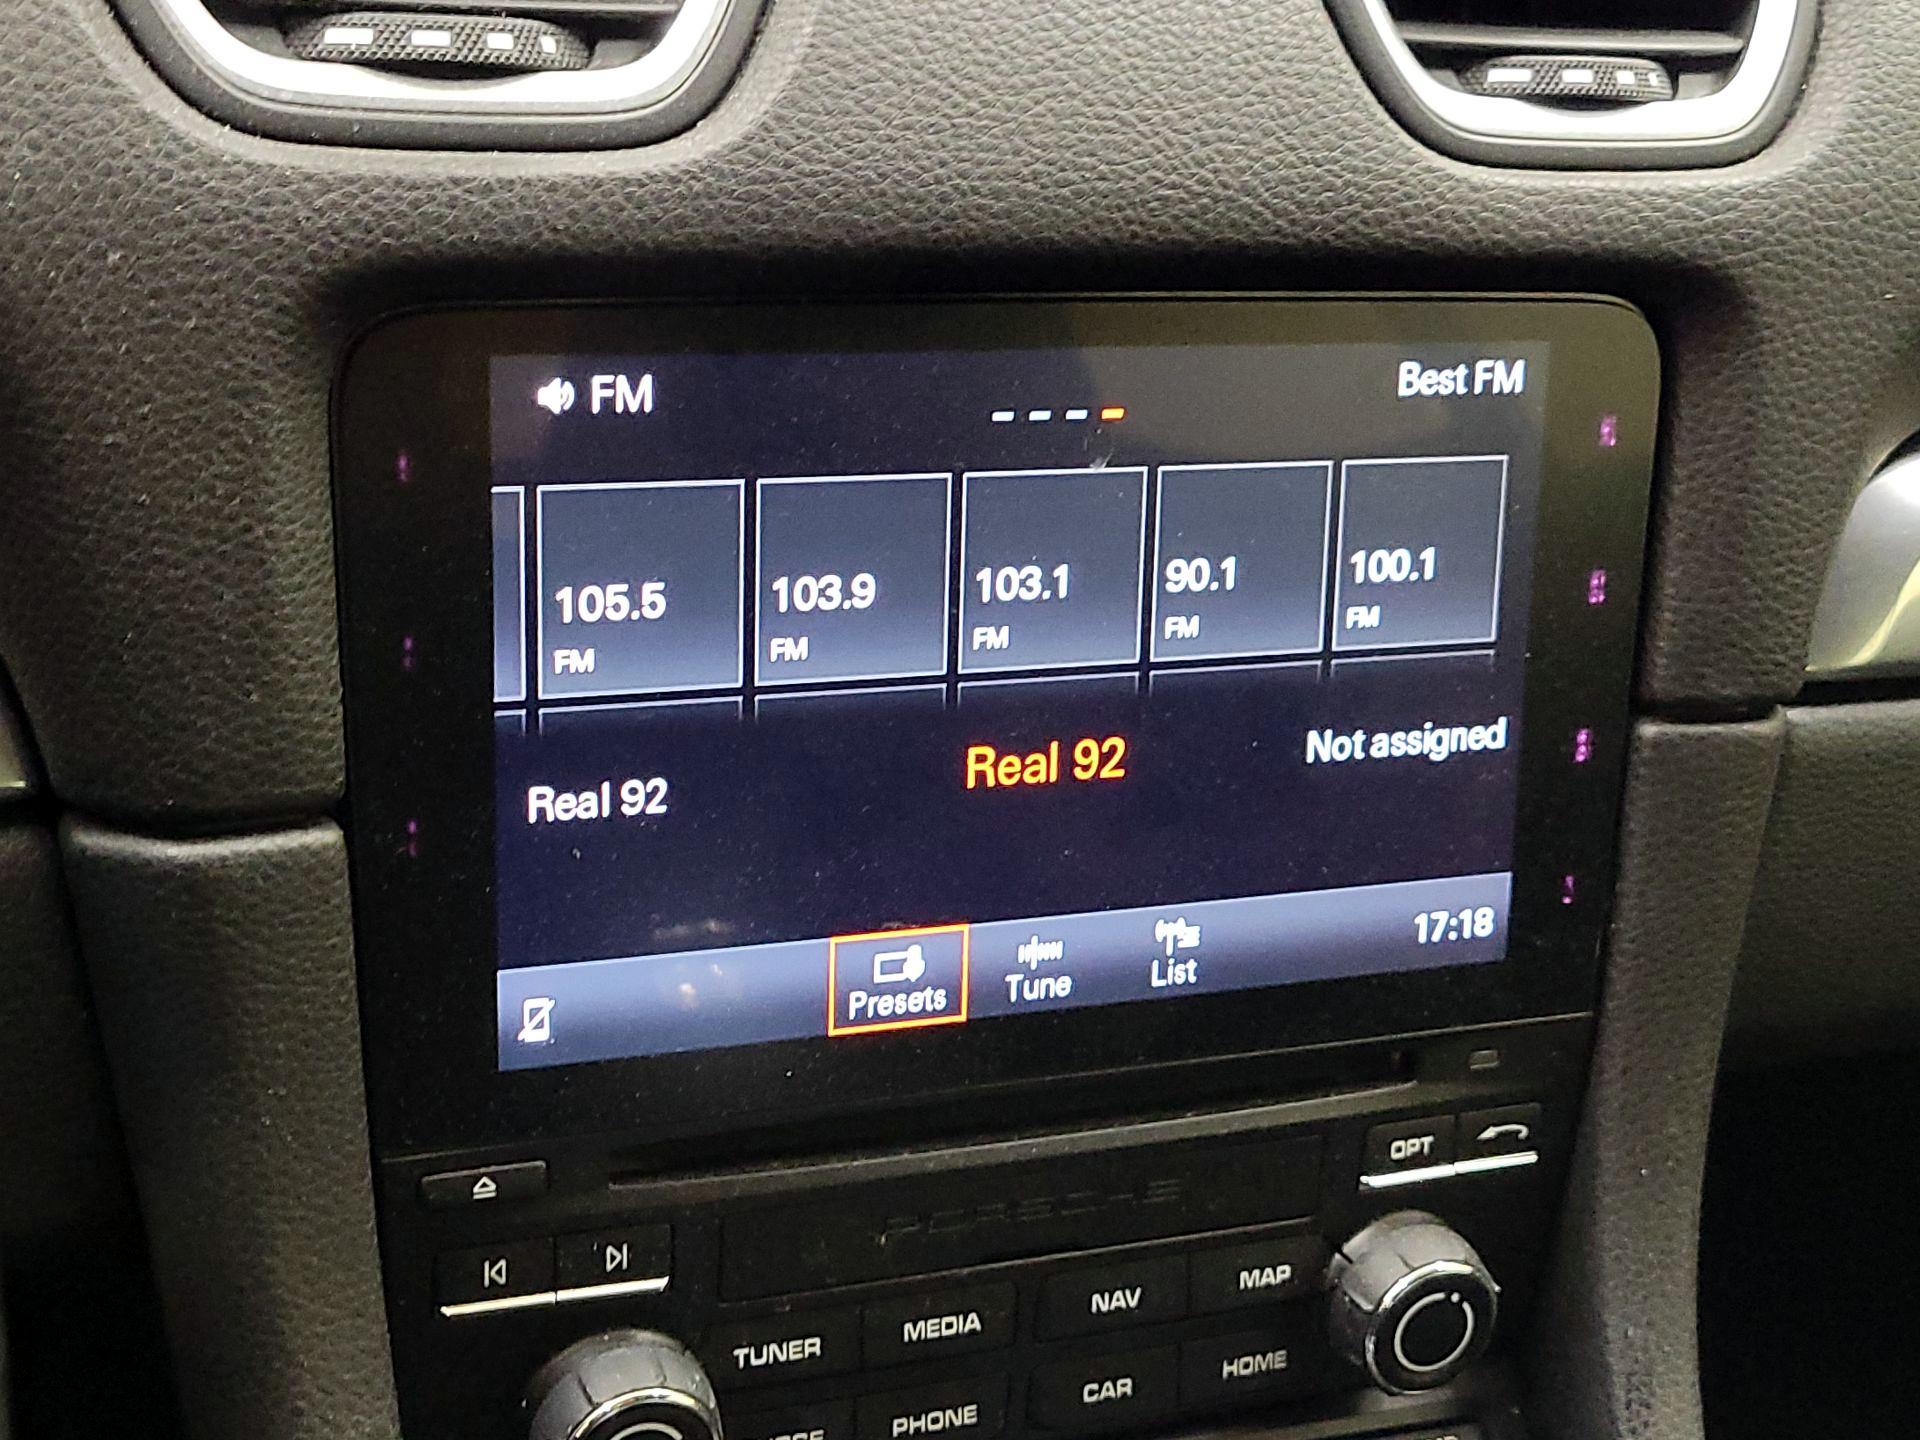 FM
Best FM
105.5
FM
103.9
FM
103.1
FM
90.1
FM
100.1
FM
Real 92
Real 92
Not assigned
Presets
Tune
List
17:18
OPT
PORSCHE
TUNER
MEDIA
NAV
MAP
PHONE
CAR
HOME